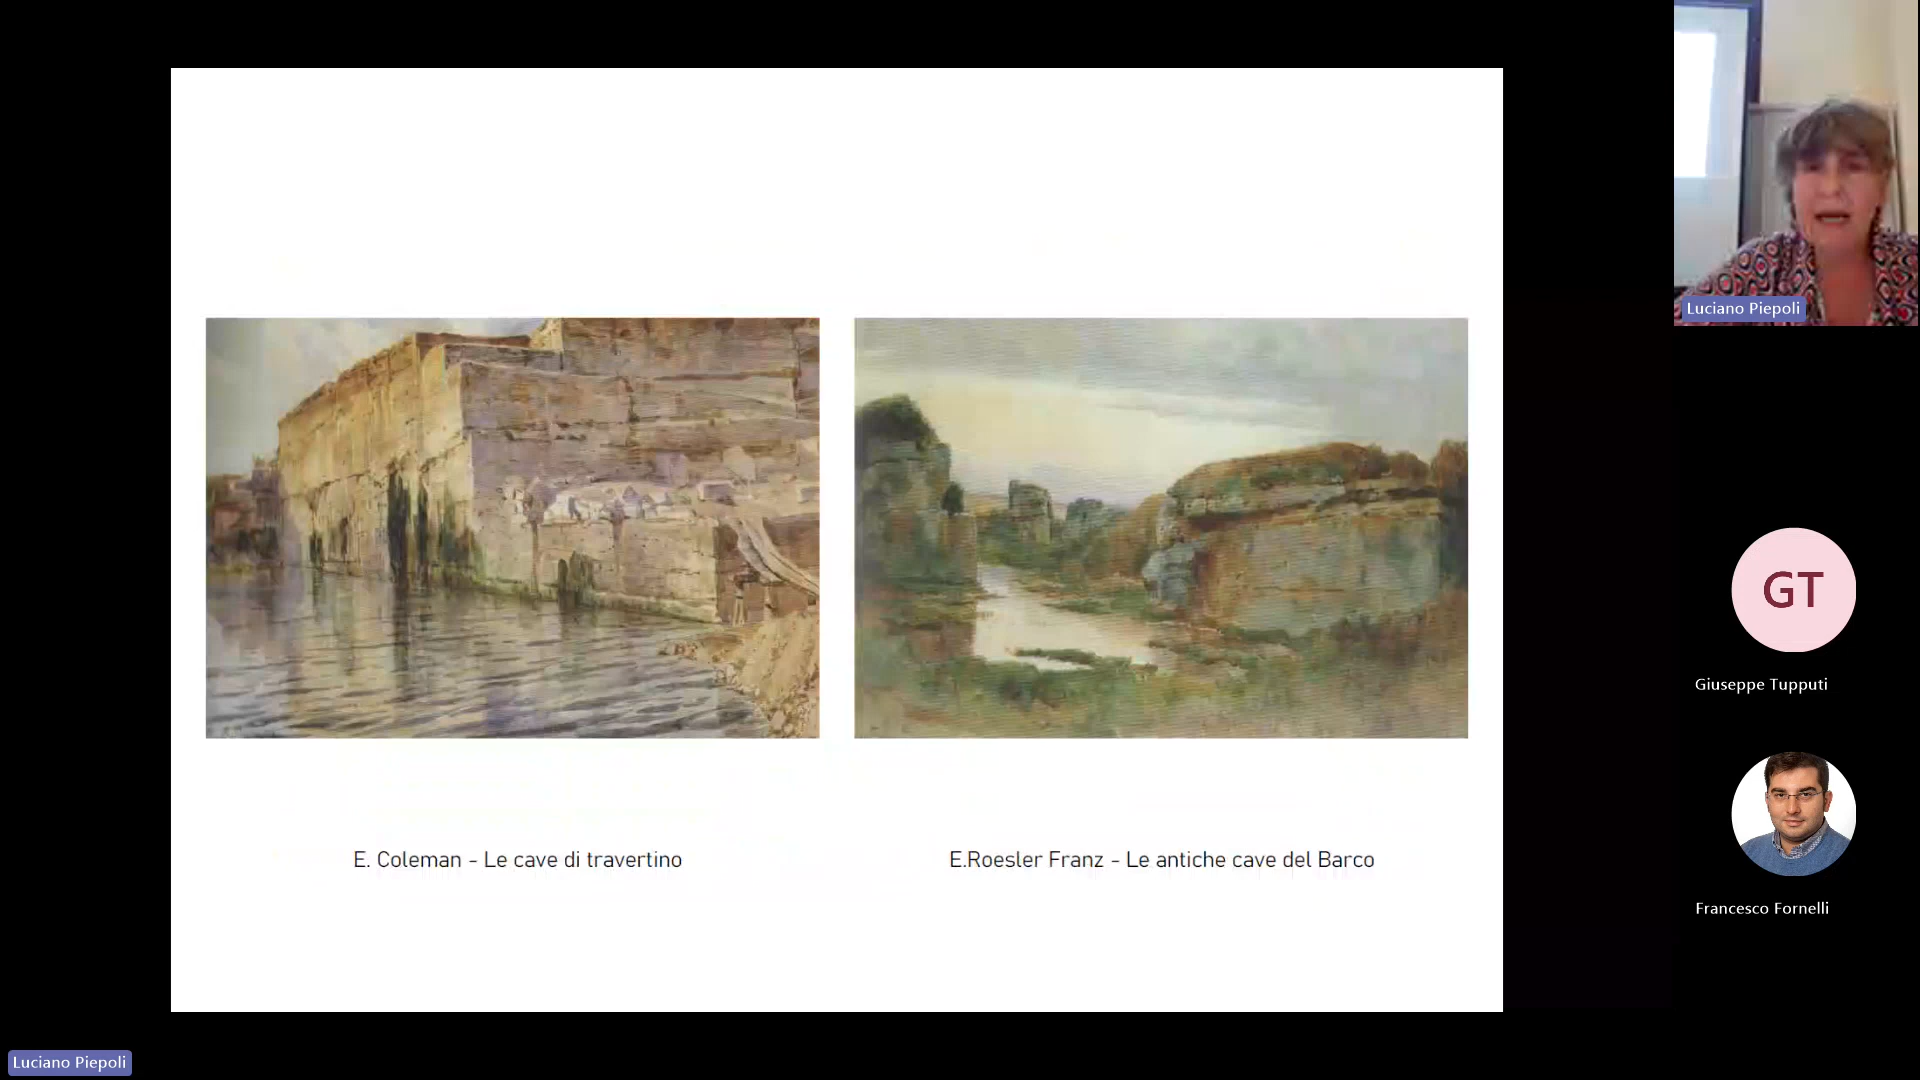 Luciano Piepoli
GT
Giuseppe Tupputi
E. Coleman - Le cave di travertino
E.Roesler Franz - Le antiche cave del Barco
Francesco Fornelli
Luciano Piepoli